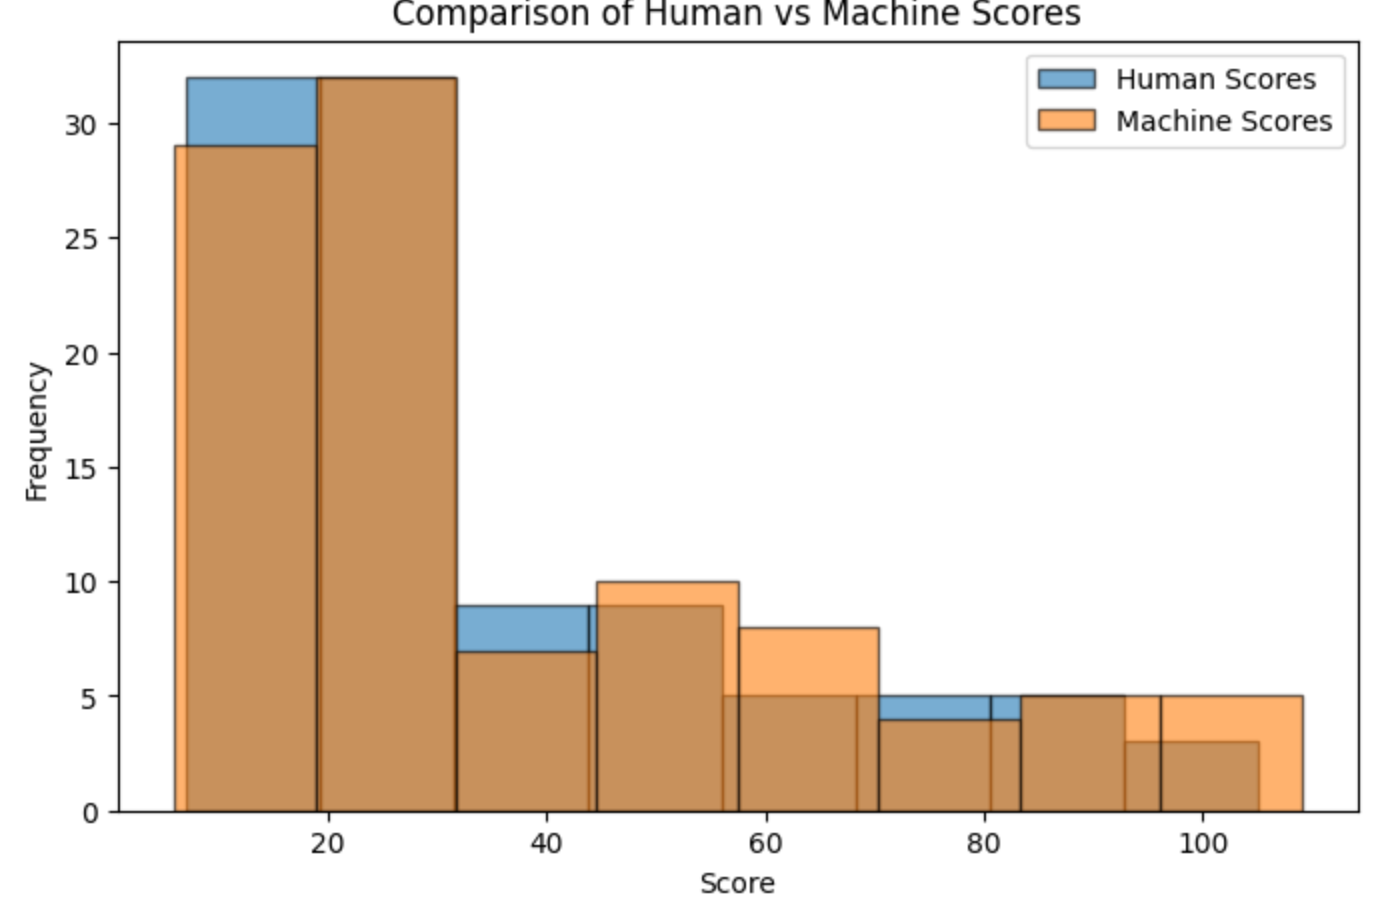 Comparison of Human vs Machine Scores
Human Scores
Machine Scores
30
25
20
15
10
5
0
Frequency
20 40 60 80 100
Score